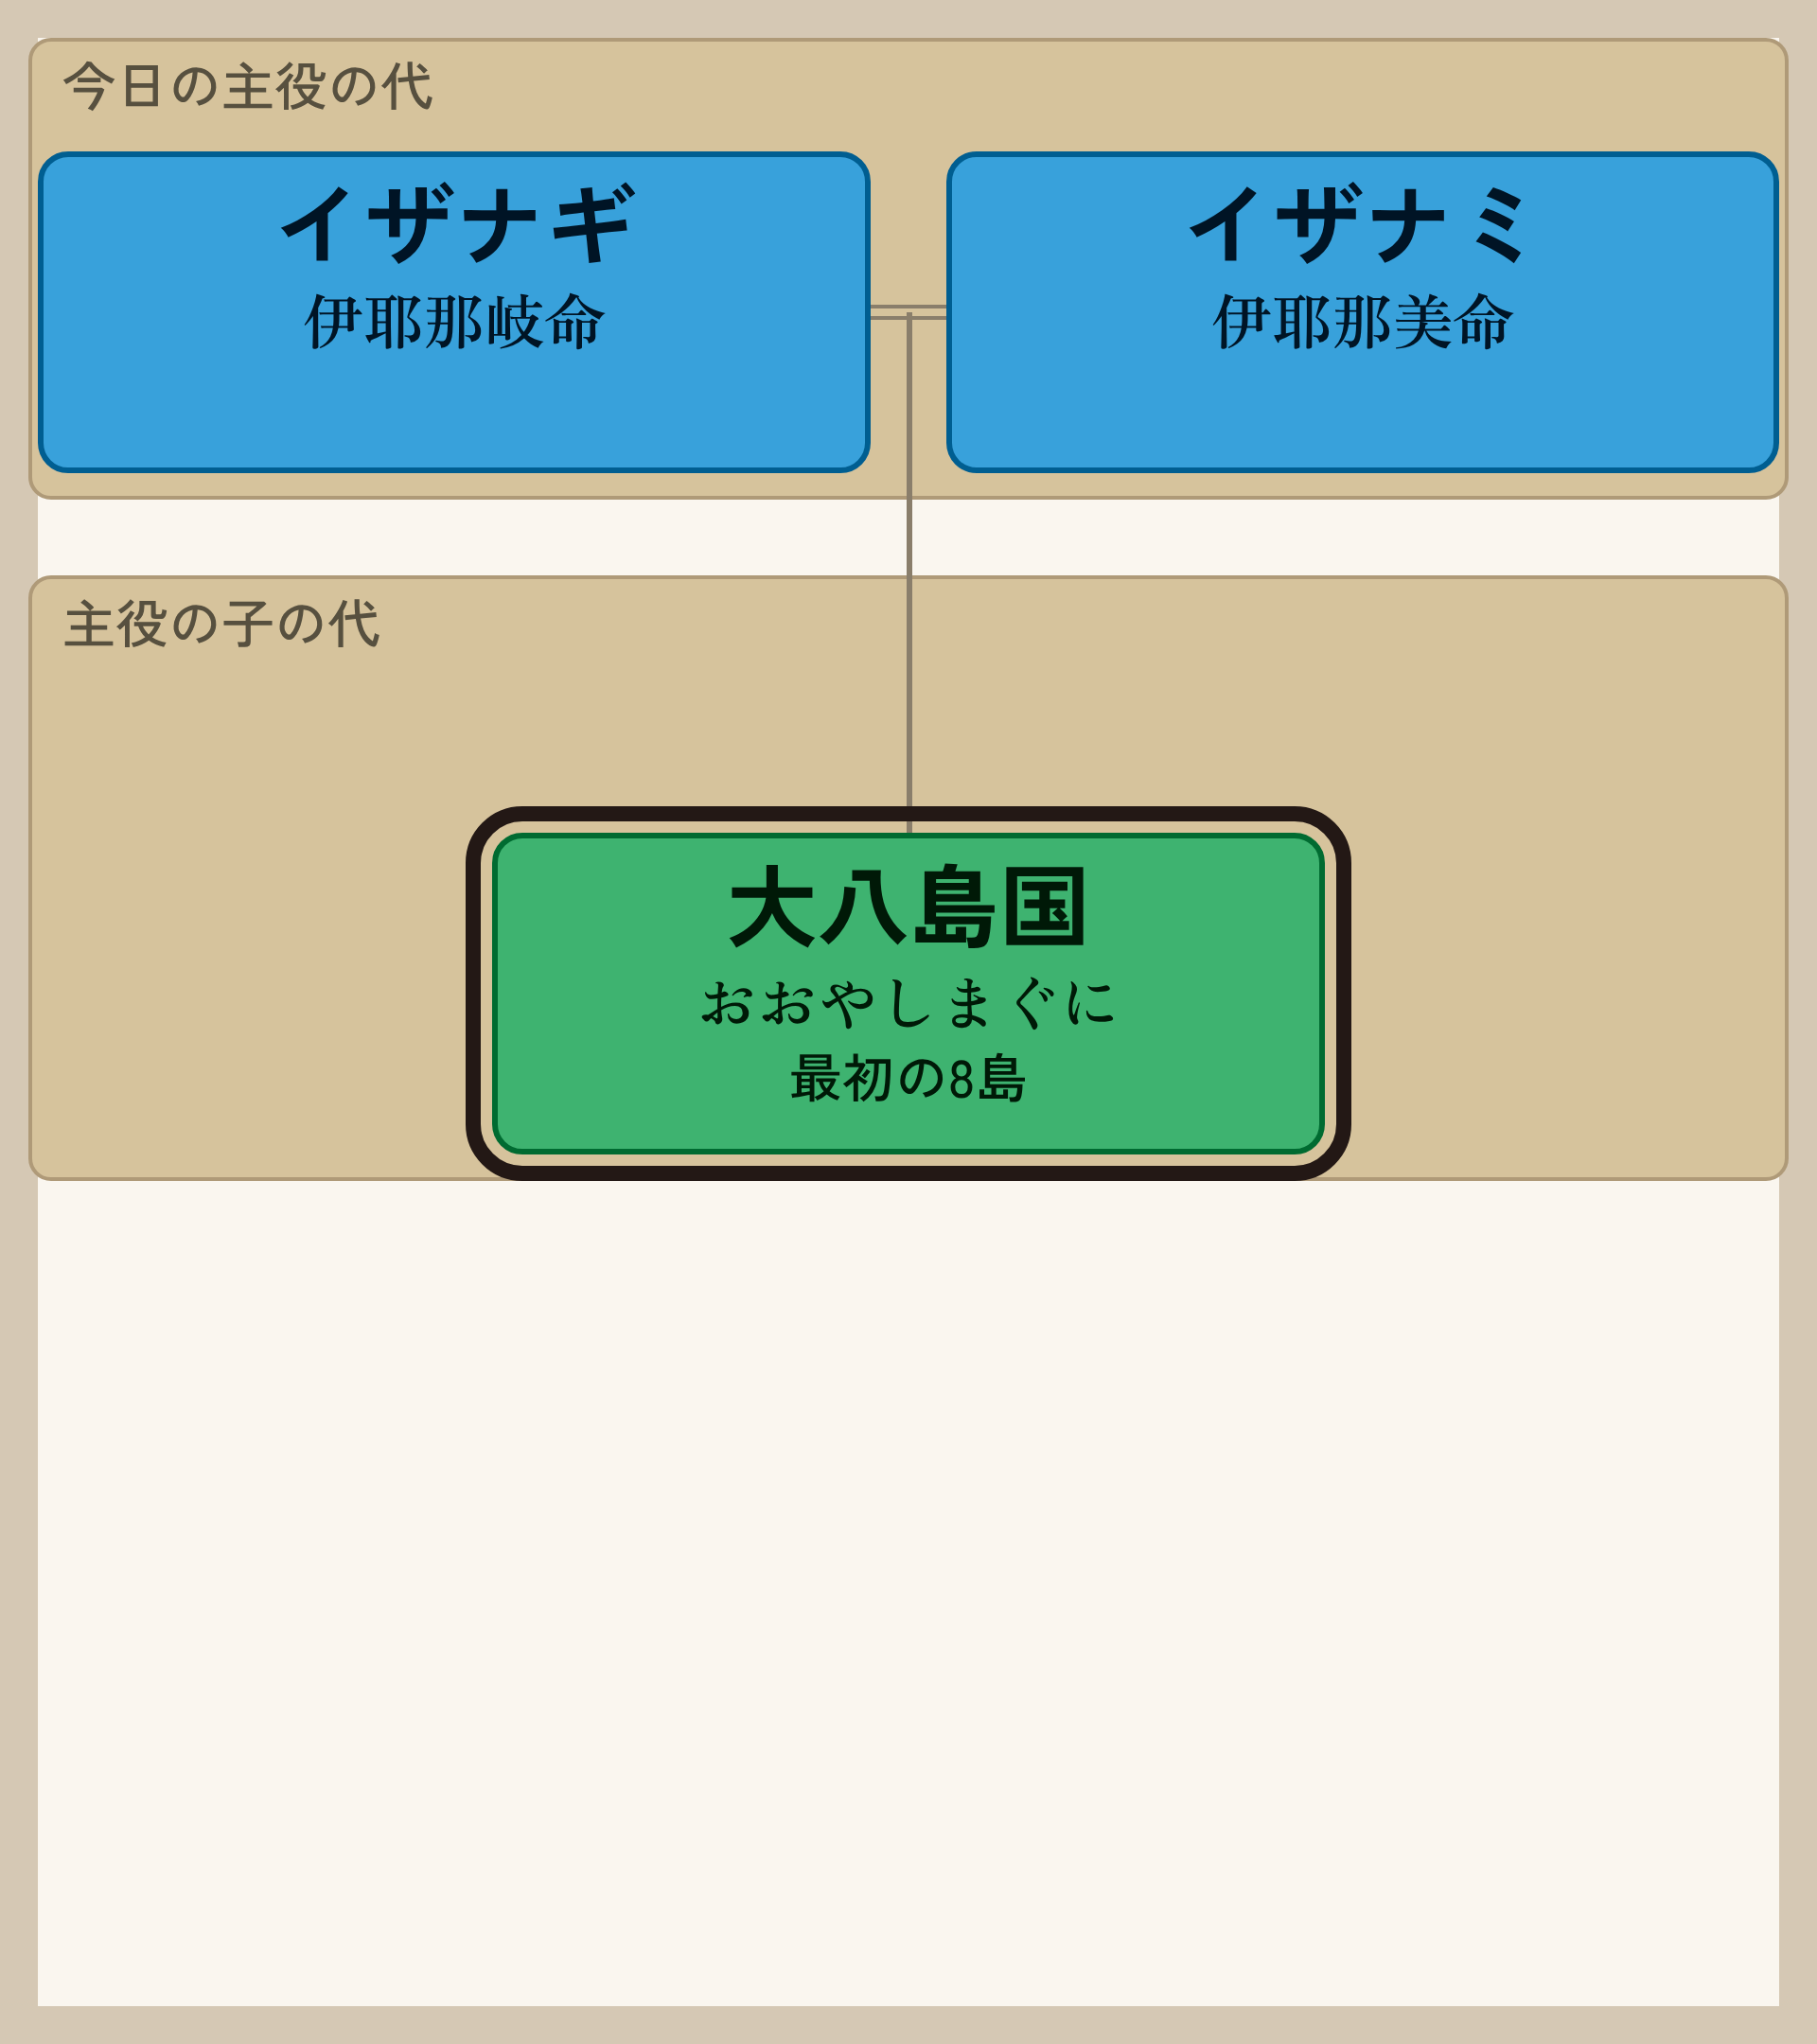 今日の主役の代
イザナギ
伊耶那岐命
イザナミ
伊耶那美命
主役の子の代
大八島国
おおやしまぐに
最初の8島